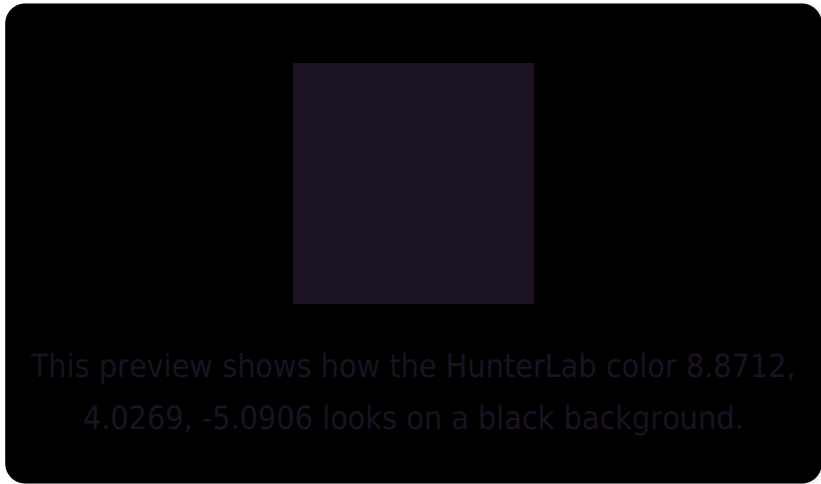 This preview shows how the HunterLab color 8.8712,
4.0269, -5.0906 looks on a black background.